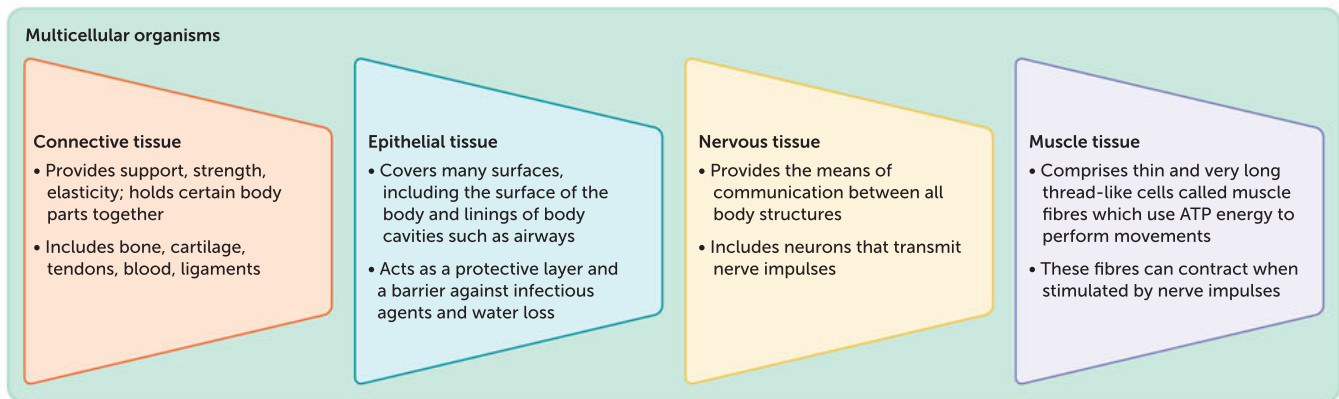 Multicellular organisms
Connective tissue
• Provides support, strength,
elasticity; holds certain body
parts together
• Includes bone, cartilage,
tendons, blood, ligaments
Epithelial tissue
• Covers many surfaces,
including the surface of the
body and linings of body
cavities such as airways
• Acts as a protective layer and
a barrier against infectious
agents and water loss
Nervous tissue
• Provides the means of
communication between all
body structures
• Includes neurons that transmit
nerve impulses
Muscle tissue
• Comprises thin and very long
thread-like cells called muscle
fibres which use ATP energy to
perform movements
• These fibres can contract when
stimulated by nerve impulses